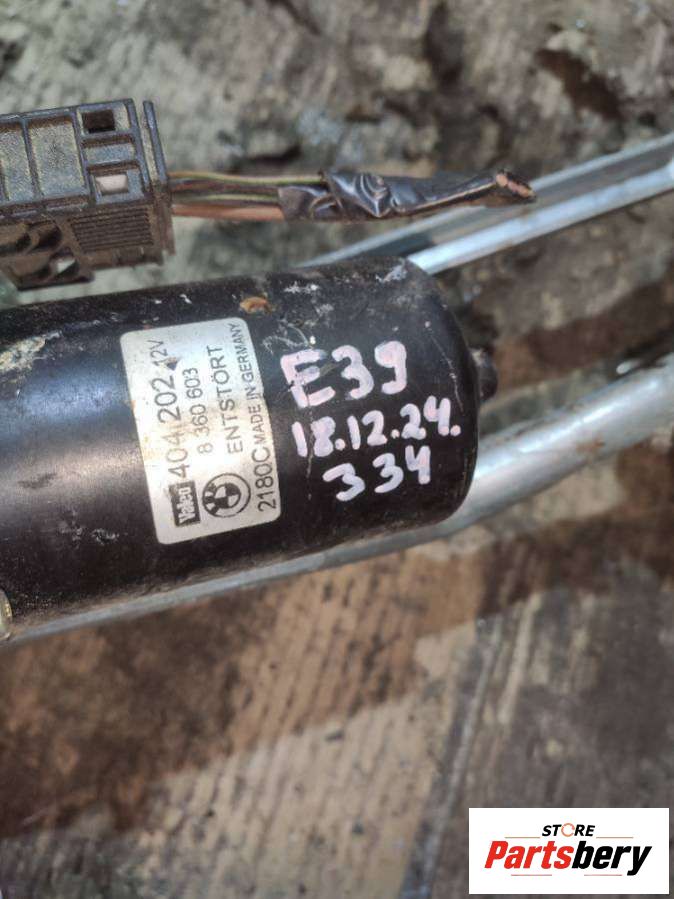 Valeo 404 202 12V
8 360 603
ENTSTÖRT
2180C MADE IN GERMANY
E39
18.12.24.
334
STORE
Partsbery